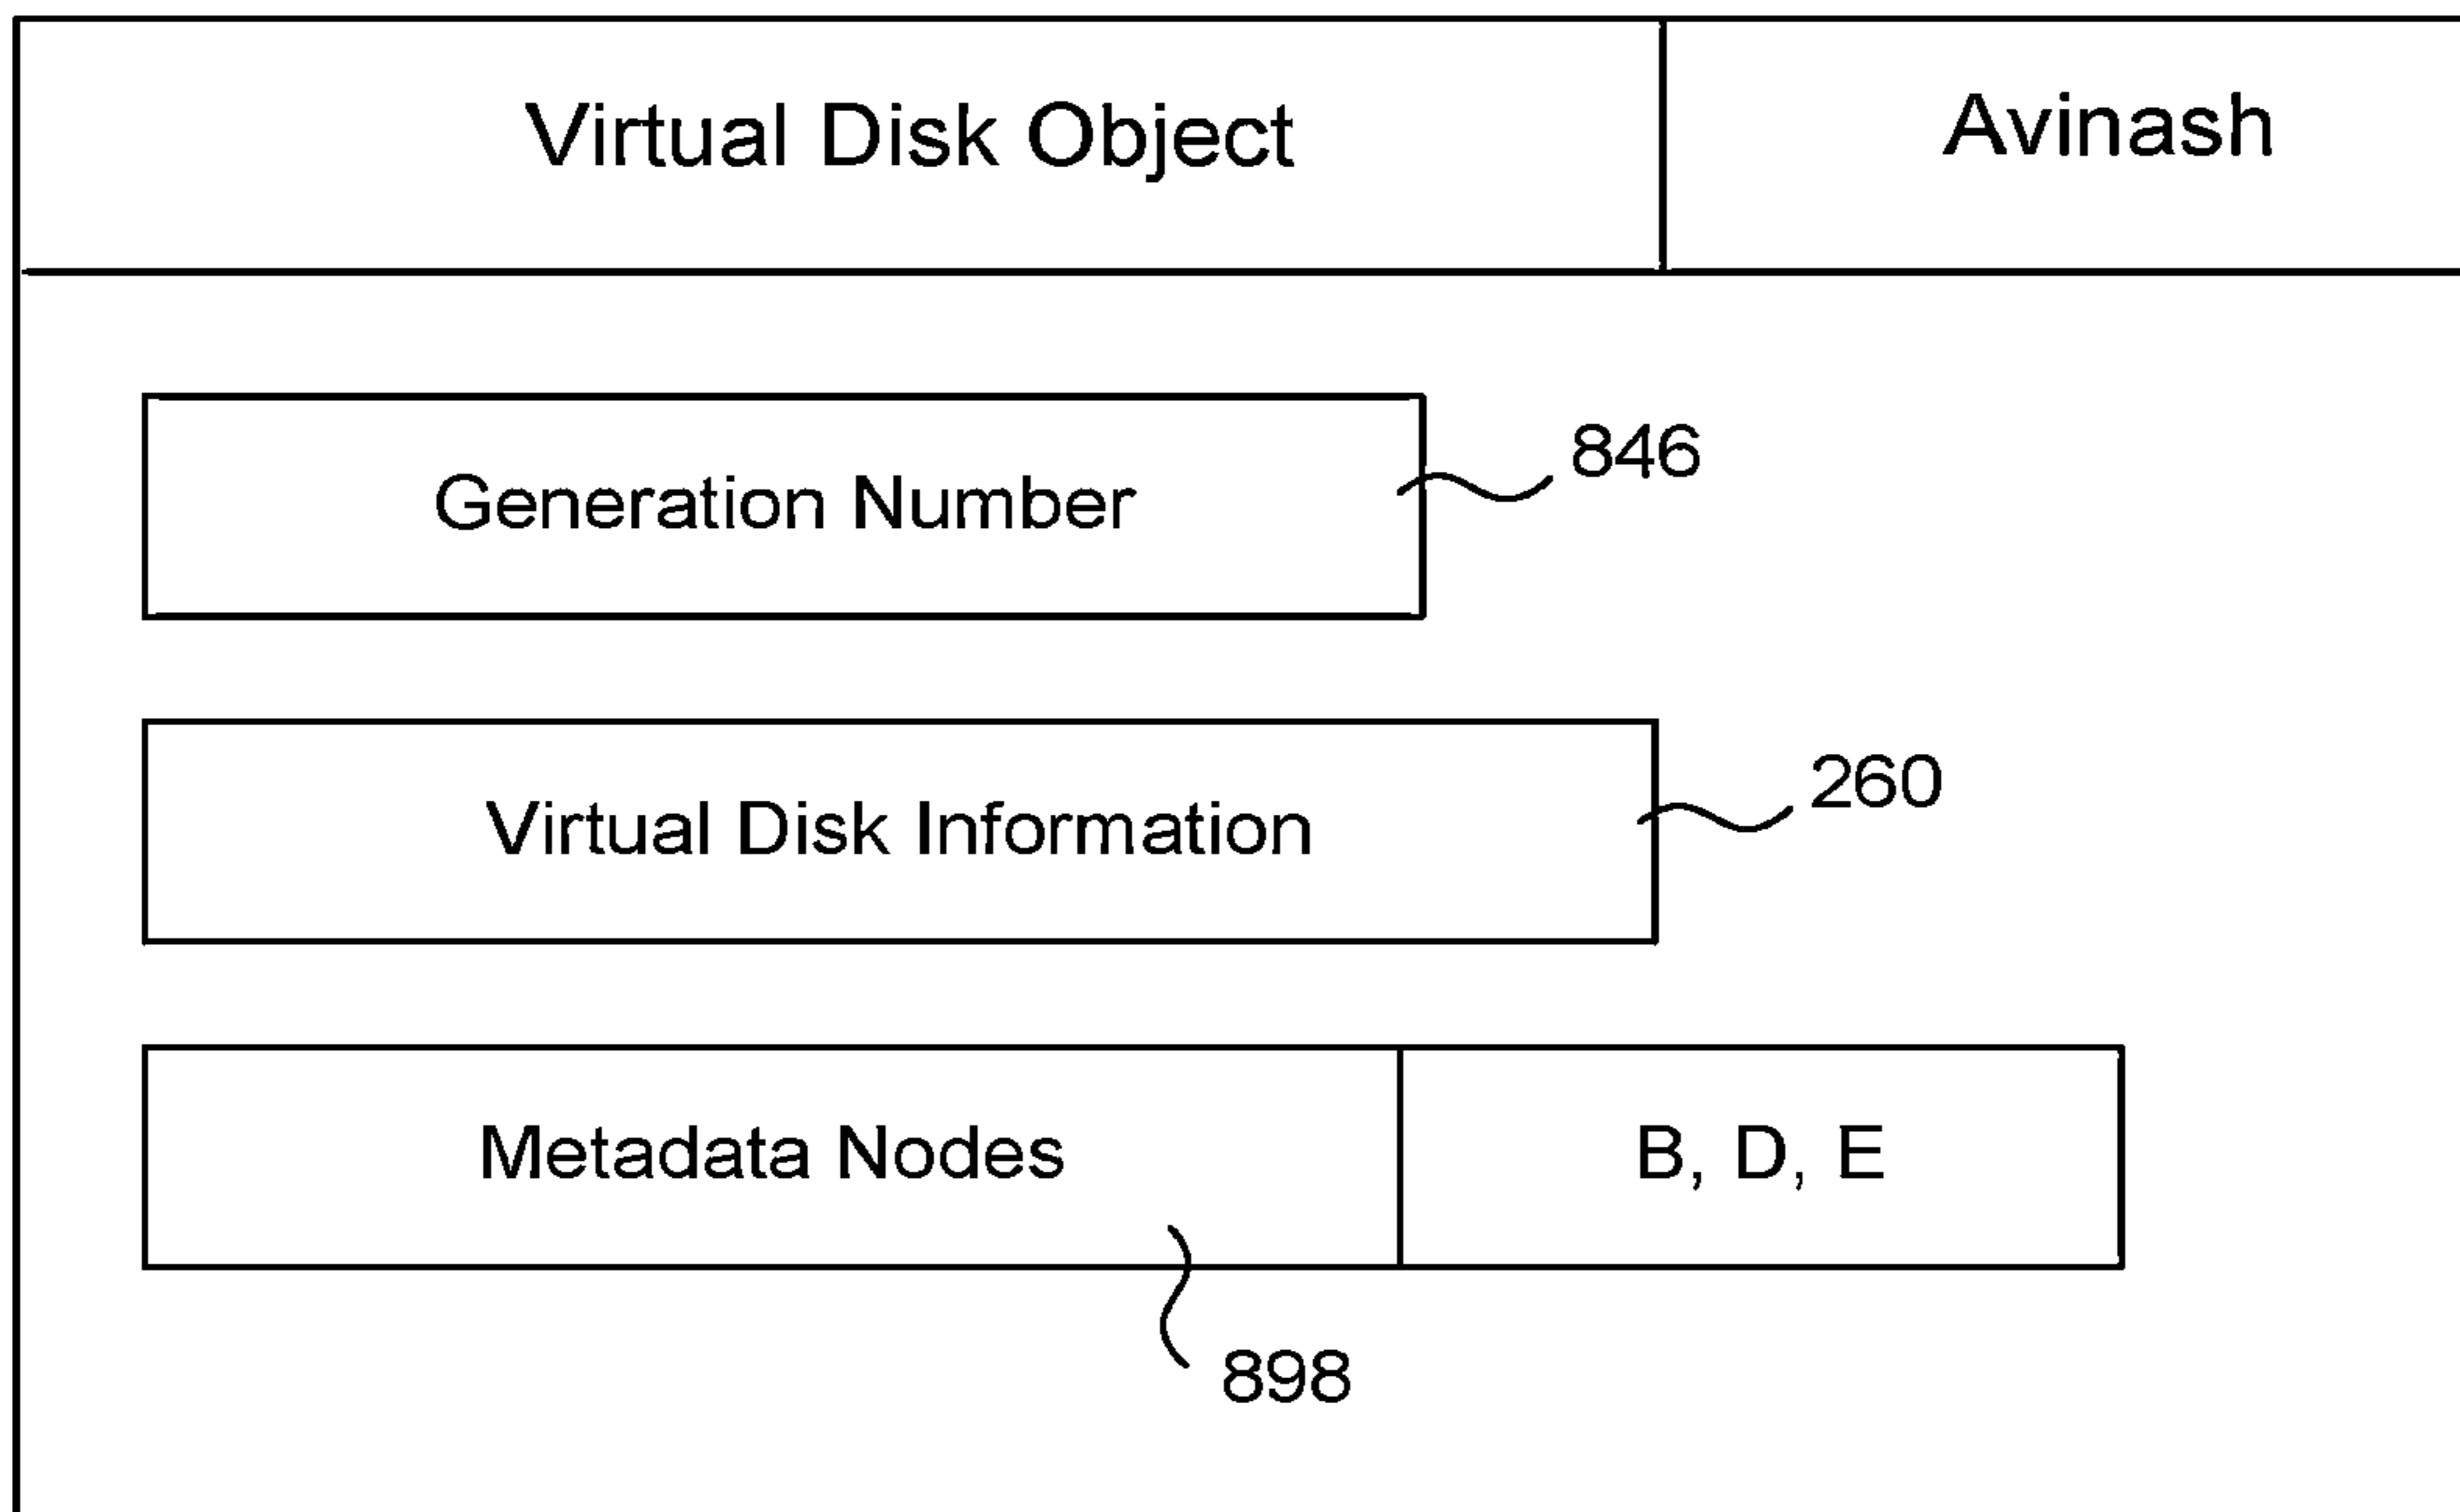 Virtual Disk Object Avinash
Generation Number 846
Virtual Disk Information 260
Metadata Nodes B, D, E
898